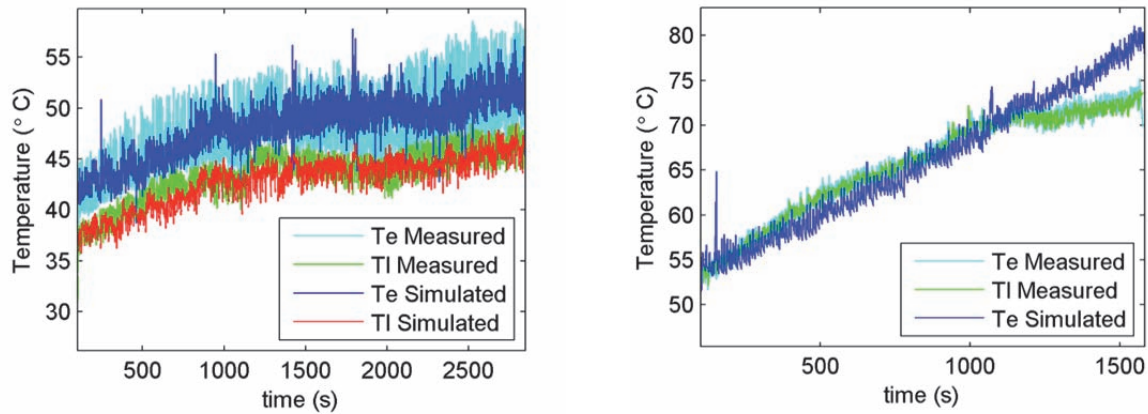 55
50
45
40
35
30
Temperature (° C)
Te Measured
Tl Measured
Te Simulated
Tl Simulated
500 1000 1500 2000 2500
time (s)
80
75
70
65
60
55
50
Temperature (° C)
Te Measured
Tl Measured
Te Simulated
500 1000 1500
time (s)